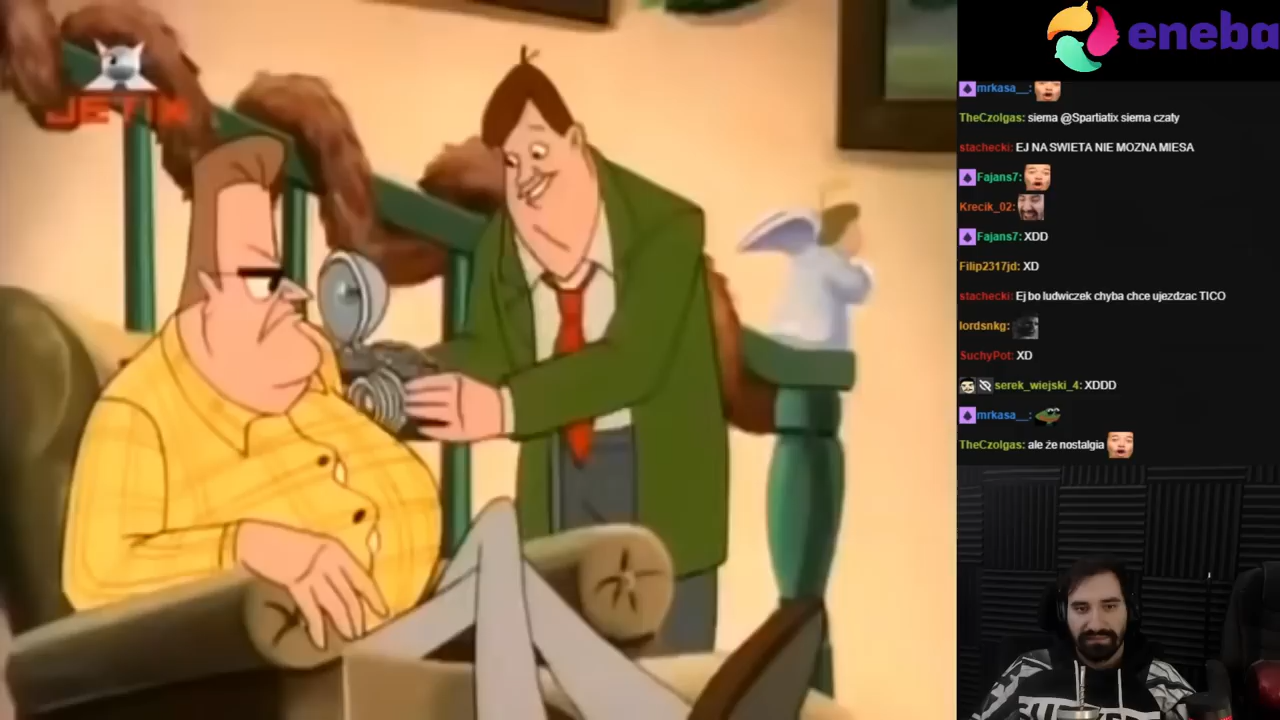 JETIX
eneba
mrkasa__:
TheCzolgas: siema @Spartiatix siema czaty
stachecki: EJ NA SWIETA NIE MOZNA MIESA
Fajans7:
Krecik_02:
Fajans7: XDD
Filip2317jd: XD
stachecki: Ej bo ludwiczek chyba chce ujezdzac TICO
lordsnkg:
SuchyPot: XD
serek_wiejski_4: XDDD
mrkasa__:
TheCzolgas: ale że nostalgia